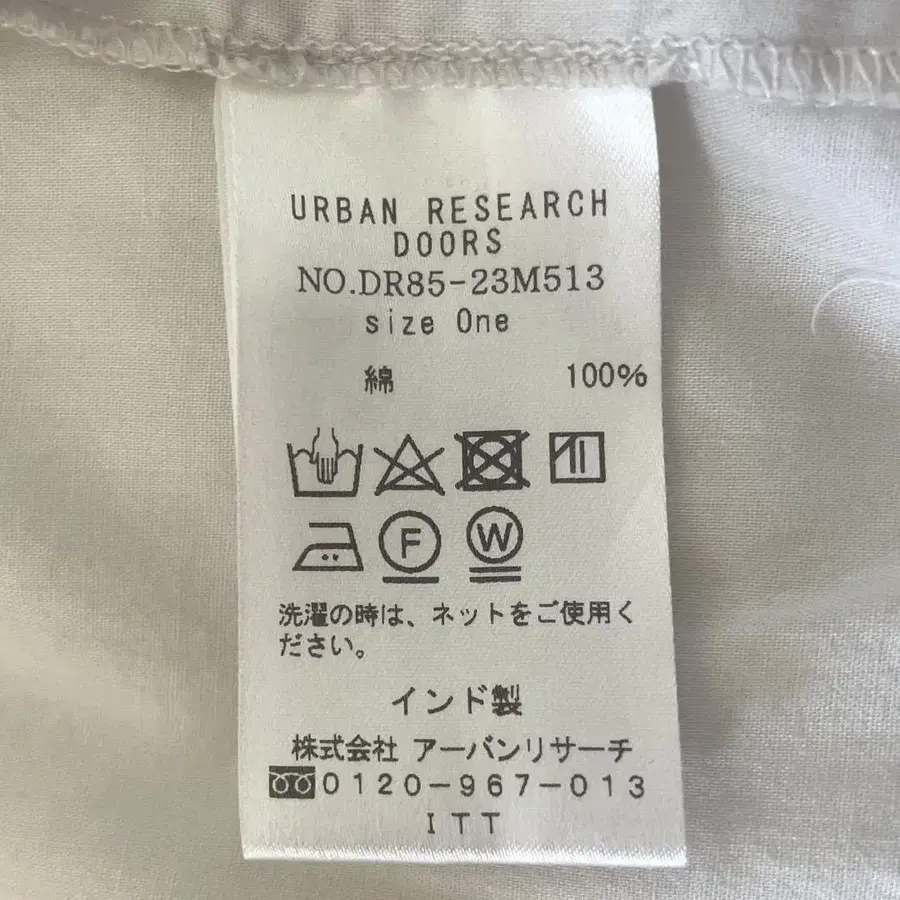 URBAN RESEARCH
DOORS
NO.DR85-23M513
size One
綿 100%
F W
洗濯の時は、ネットをご使用く
ださい。
インド製
株式会社 アーバンリサーチ
0120-967-013
ITT